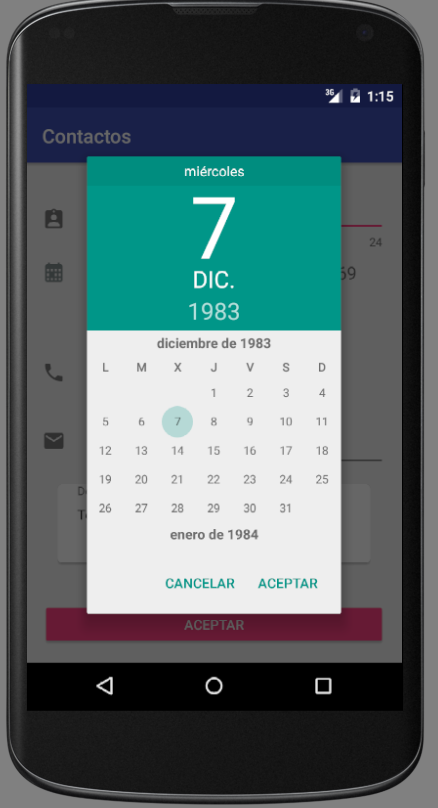 3G 1:15
Contactos
24
69
miércoles
7
DIC.
1983
diciembre de 1983
L M X J V S D
1 2 3 4
5 6 7 8 9 10 11
12 13 14 15 16 17 18
19 20 21 22 23 24 25
26 27 28 29 30 31
enero de 1984
CANCELAR ACEPTAR
ACEPTAR